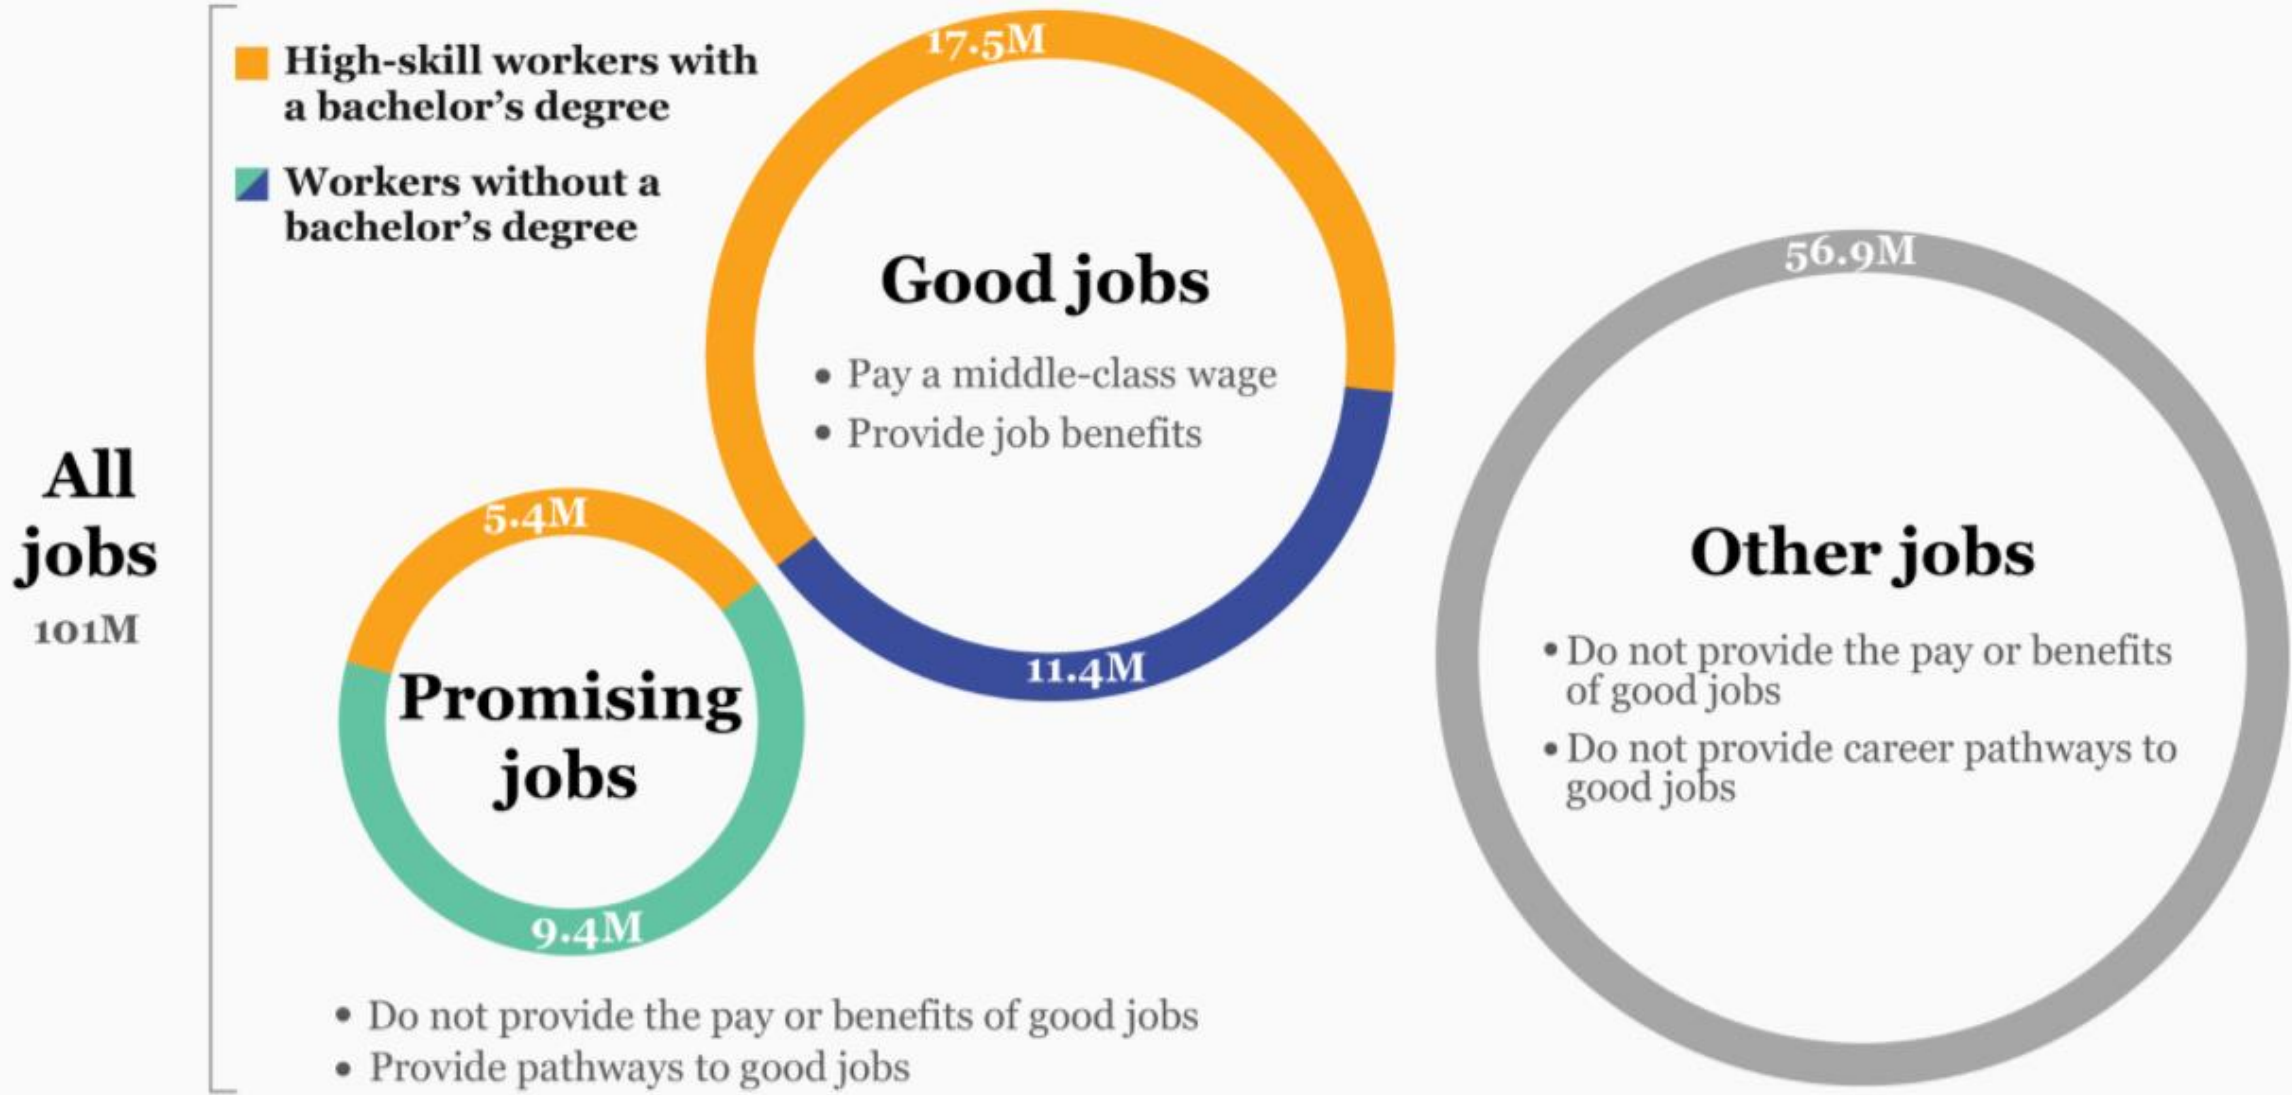 All
jobs
101M
High-skill workers with
a bachelor's degree
Workers without a
bachelor's degree
17.5M
Good jobs
• Pay a middle-class wage
• Provide job benefits
11.4M
5.4M
Promising
jobs
9.4M
• Do not provide the pay or benefits of good jobs
• Provide pathways to good jobs
56.9M
Other jobs
• Do not provide the pay or benefits
of good jobs
• Do not provide career pathways to
good jobs